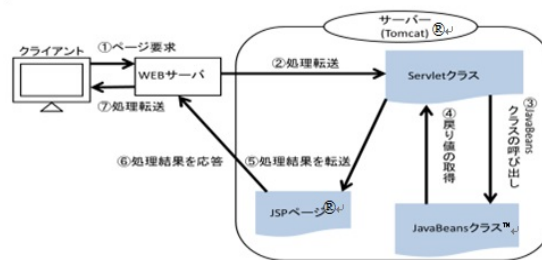 サーバー
(Tomcat) ®
クライアント
①ページ要求
WEBサーバ
②処理転送
Servletクラス
⑦処理転送
③JavaBeans
クラスの呼び出し
④戻り値の取得
⑥処理結果を応答
⑤処理結果を転送
JSPページ®
JavaBeansクラス™